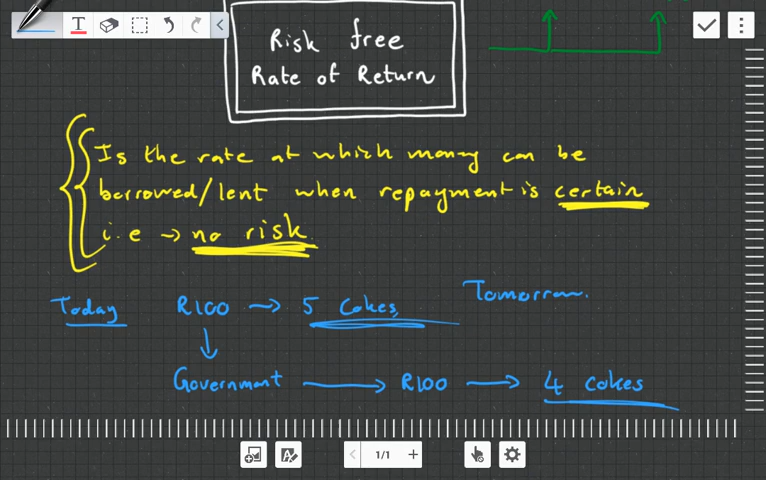 T
Risk free
Rate of Return
Is the rate at which money can be
borrowed/lent when repayment is certain
i.e → no risk.
Today R100 → 5 Cokes, Tomorrow.
Government → R100 → 4 cokes
1/1